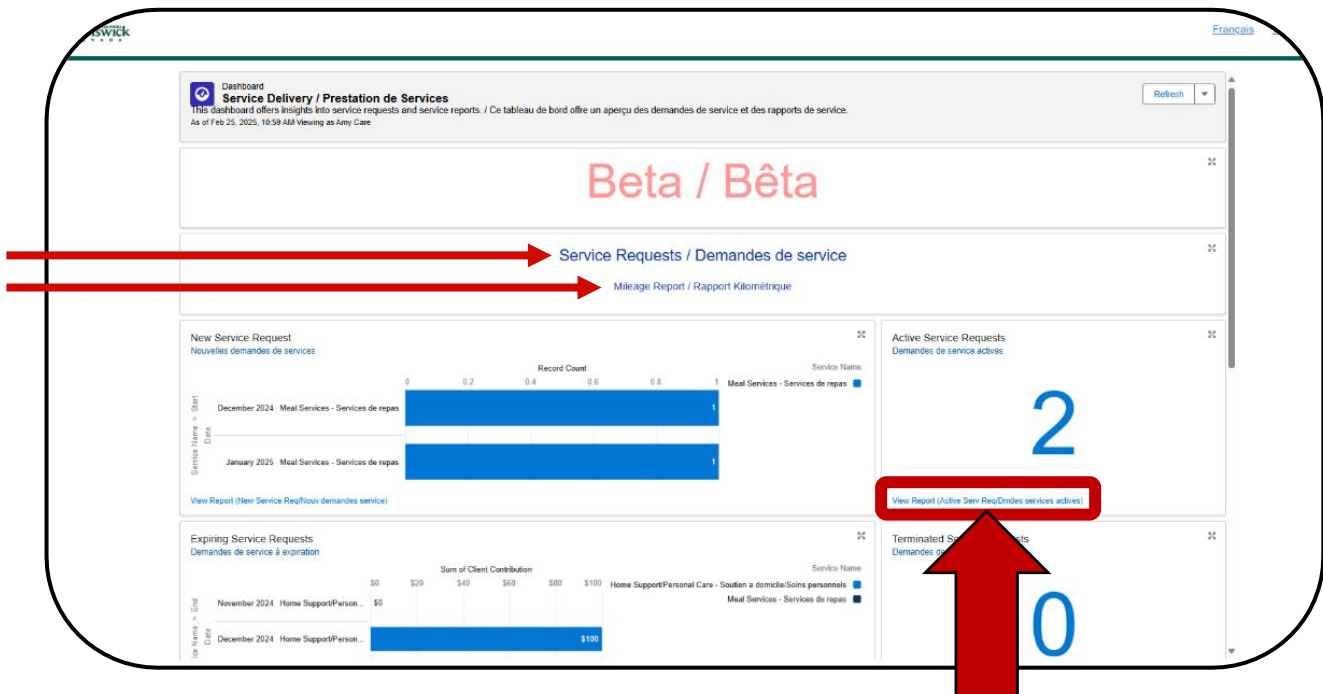 CANADA
Français
Dashboard
Service Delivery / Prestation de Services
This dashboard offers insights into service requests and service reports. / Ce tableau de bord offre un aperçu des demandes de service et des rapports de service.
As of Feb 25, 2025, 10:59 AM·Viewing as Amy Care
Refresh
Beta / Bêta
Service Requests / Demandes de service
Mileage Report / Rapport Kilométrique
New Service Request
Nouvelles demandes de services
Record Count
0 0.2 0.4 0.6 0.8 1
Service Name
Meal Services - Services de repas
Service Name > Start Date
December 2024 Meal Services - Services de repas 1
January 2025 Meal Services - Services de repas 1
View Report (New Service Req/Nouv demandes service)
Active Service Requests
Demandes de service actives
2
View Report (Active Serv Req/Dmdes services actives)
Expiring Service Requests
Demandes de service à expiration
Sum of Client Contribution
$0 $20 $40 $60 $80 $100
Service Name
Home Support/Personal Care - Soutien a domicile/Soins personnels
Meal Services - Services de repas
Name > End Date
November 2024 Home Support/Person... $0
December 2024 Home Support/Person... $100
Terminated
Demandes
0